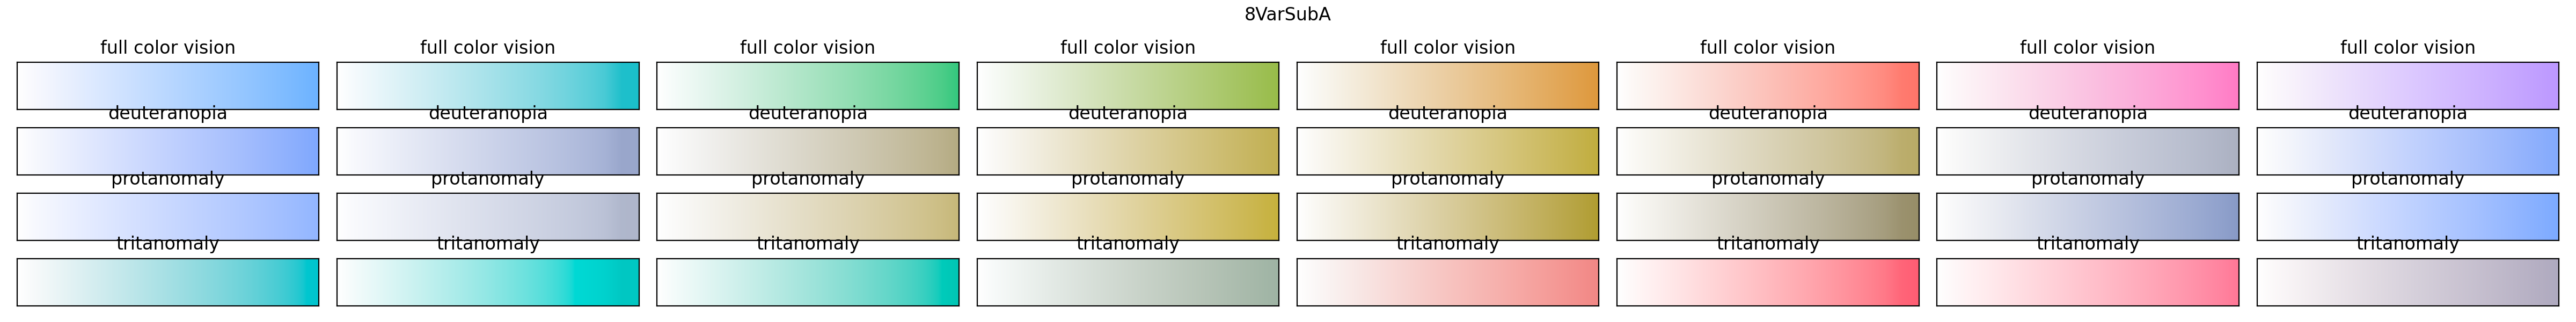 8VarSubA
full color vision full color vision full color vision full color vision full color vision full color vision full color vision full color vision
deuteranopia deuteranopia deuteranopia deuteranopia deuteranopia deuteranopia deuteranopia deuteranopia
protanomaly protanomaly protanomaly protanomaly protanomaly protanomaly protanomaly protanomaly
tritanomaly tritanomaly tritanomaly tritanomaly tritanomaly tritanomaly tritanomaly tritanomaly